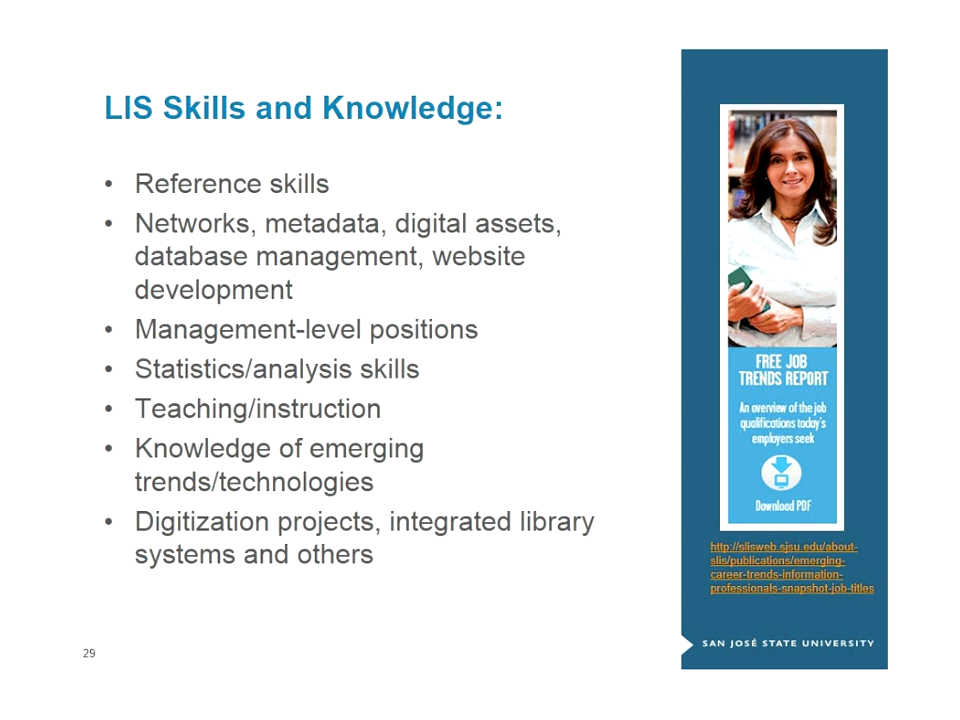 LIS Skills and Knowledge:
• Reference skills
• Networks, metadata, digital assets,
database management, website
development
• Management-level positions
• Statistics/analysis skills
• Teaching/instruction
• Knowledge of emerging
trends/technologies
• Digitization projects, integrated library
systems and others
29
FREE JOB
TRENDS REPORT
An overview of the job
qualifications today's
employers seek
Download PDF
http://slisweb.sjsu.edu/about-
slis/publications/emerging-
career-trends-information-
professionals-snapshot-job-titles
SAN JOSÉ STATE UNIVERSITY